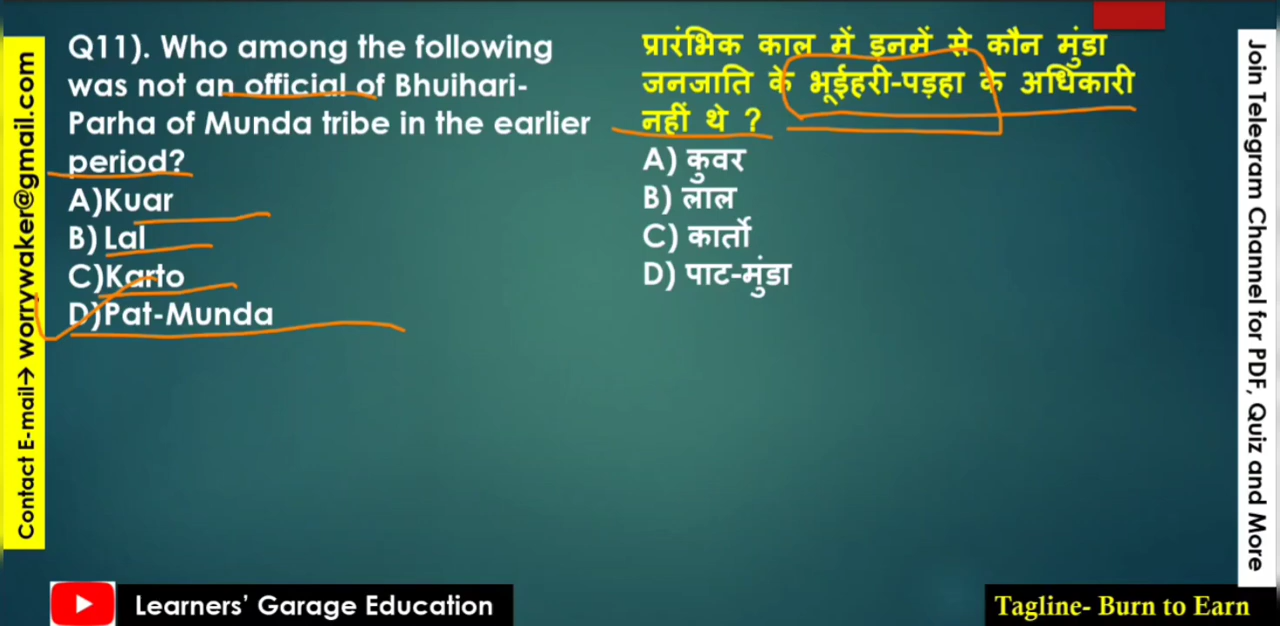 Q11). Who among the following
was not an official of Bhuihari-
Parha of Munda tribe in the earlier
period?
A)Kuar
B) Lal
C)Karto
D)Pat-Munda
प्रारंभिक काल में इनमें से कौन मुंडा
जनजाति के भूईहरी-पड़हा के अधिकारी
नहीं थे ?
A) कुवर
B) लाल
C) कार्तो
D) पाट-मुंडा
Contact E-mail→ worrywaker@gmail.com
Join Telegram Channel for PDF, Quiz and More
Learners’ Garage Education
Tagline- Burn to Earn